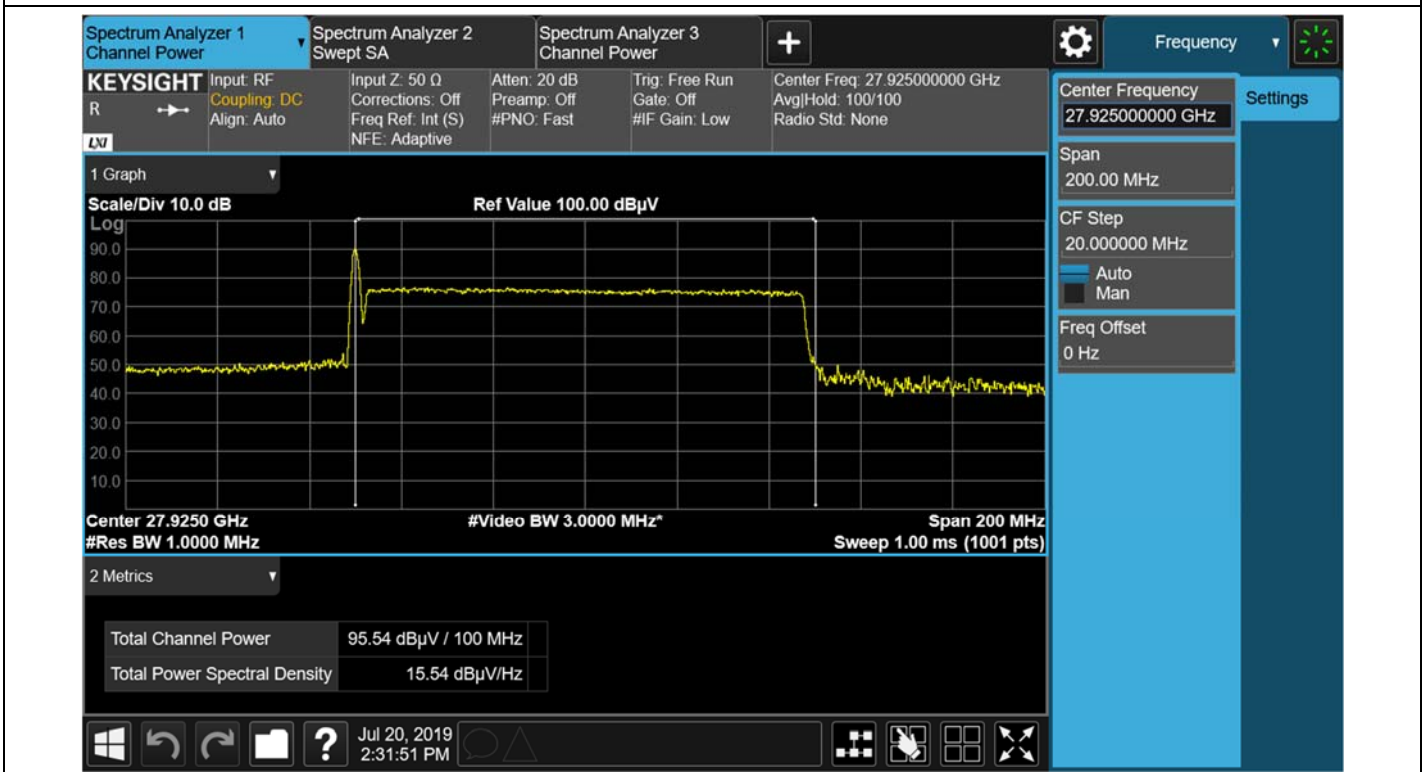 Spectrum Analyzer 1
Channel Power
Spectrum Analyzer 2
Swept SA
Spectrum Analyzer 3
Channel Power
Frequency
KEYSIGHT
R
LXI
Input: RF
Coupling: DC
Align: Auto
Input Z: 50 Ω
Corrections: Off
Freq Ref: Int (S)
NFE: Adaptive
Atten: 20 dB
Preamp: Off
#PNO: Fast
Trig: Free Run
Gate: Off
#IF Gain: Low
Center Freq: 27.925000000 GHz
Avg|Hold: 100/100
Radio Std: None
Center Frequency
27.925000000 GHz
Settings
Span
200.00 MHz
CF Step
20.000000 MHz
Auto
Man
Freq Offset
0 Hz
1 Graph
Scale/Div 10.0 dB
Ref Value 100.00 dBµV
Log
90.0
80.0
70.0
60.0
50.0
40.0
30.0
20.0
10.0
Center 27.9250 GHz
#Video BW 3.0000 MHz*
Span 200 MHz
#Res BW 1.0000 MHz
Sweep 1.00 ms (1001 pts)
2 Metrics
Total Channel Power 95.54 dBµV / 100 MHz
Total Power Spectral Density 15.54 dBµV/Hz
?
Jul 20, 2019
2:31:51 PM